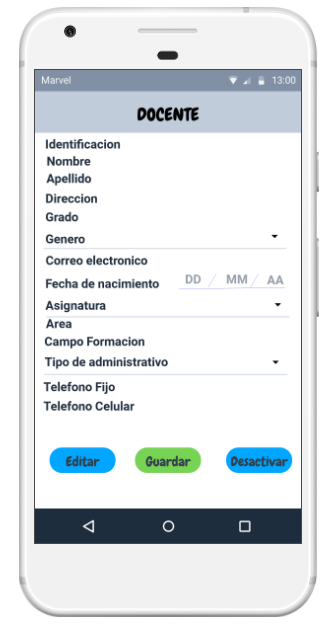 Marvel 13:00
DOCENTE
Identificacion
Nombre
Apellido
Direccion
Grado
Genero
Correo electronico
Fecha de nacimiento DD / MM / AA
Asignatura
Area
Campo Formacion
Tipo de administrativo
Telefono Fijo
Telefono Celular
Editar Guardar Desactivar